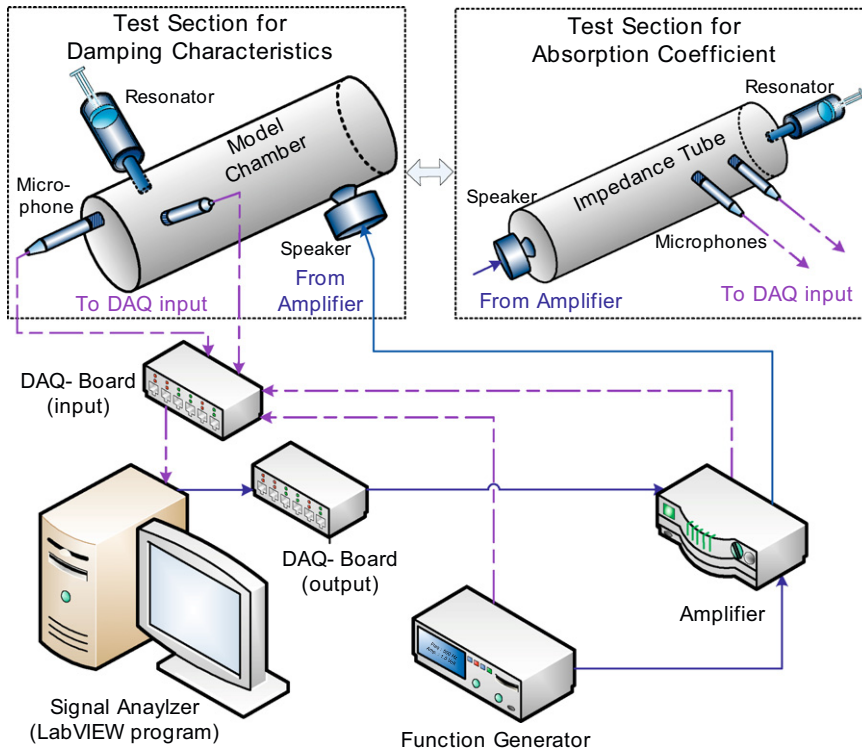 Test Section for
Damping Characteristics
Test Section for
Absorption Coefficient
Resonator
Model
Chamber
Micro-
phone
Speaker
From
Amplifier
To DAQ input
Resonator
Impedance Tube
Speaker
Microphones
From Amplifier
To DAQ input
DAQ- Board
(input)
DAQ- Board
(output)
Amplifier
Signal Anaylzer
(LabVIEW program)
Function Generator